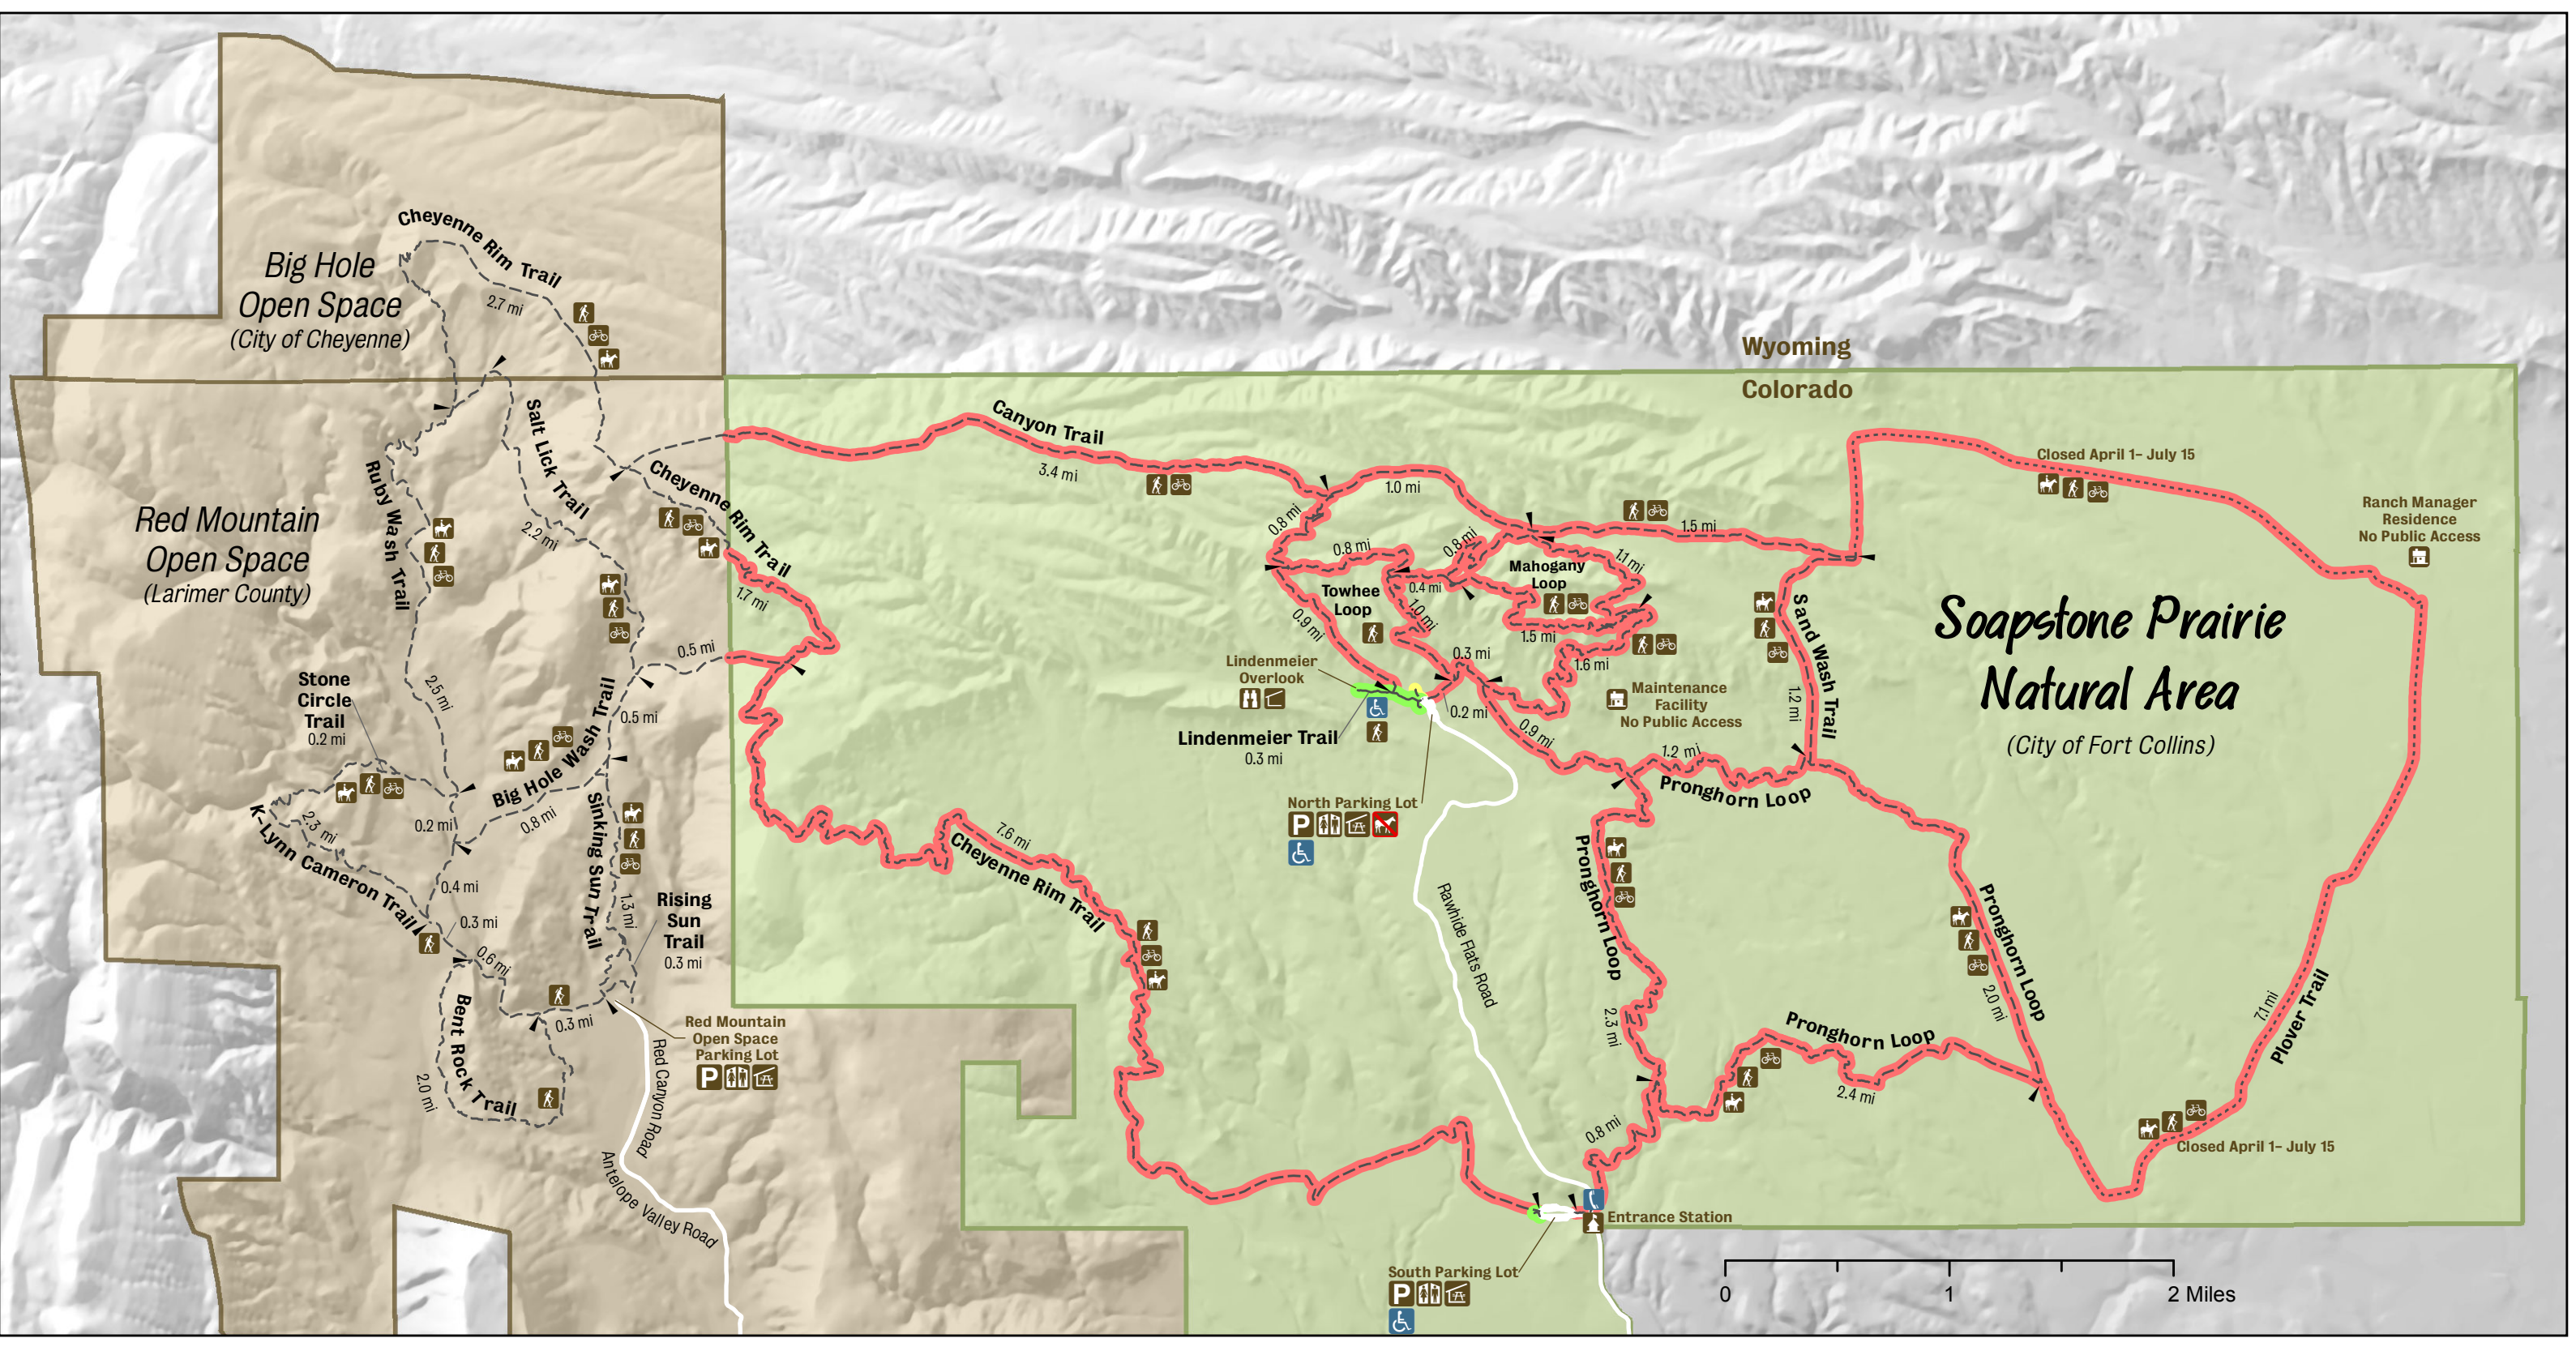 Cheyenne Rim Trail
2.7 mi
Big Hole
Open Space
(City of Cheyenne)
Wyoming
Colorado
Salt Lick Trail
2.2 mi
Ruby Wash Trail
2.5 mi
Red Mountain
Open Space
(Larimer County)
Cheyenne Rim Trail
1.7 mi
0.5 mi
Canyon Trail
3.4 mi
1.0 mi
0.8 mi
0.8 mi
0.8 mi
1.5 mi
1.1 mi
Mahogany
Loop
0.4 mi
Towhee
Loop
1.0 mi
0.9 mi
1.5 mi
0.3 mi
1.6 mi
Lindenmeier
Overlook
0.2 mi
Lindenmeier Trail
0.3 mi
0.9 mi
Maintenance
Facility
No Public Access
Sand Wash Trail
1.2 mi
1.2 mi
Pronghorn Loop
Closed April 1– July 15
Ranch Manager
Residence
No Public Access
Soapstone Prairie
Natural Area
(City of Fort Collins)
Stone
Circle
Trail
0.2 mi
Big Hole Wash Trail
0.5 mi
0.8 mi
0.2 mi
K-Lynn Cameron Trail
2.3 mi
0.4 mi
0.3 mi
0.6 mi
Sinking Sun Trail
1.3 mi
Rising
Sun
Trail
0.3 mi
0.3 mi
Bent Rock Trail
2.0 mi
Red Mountain
Open Space
Parking Lot
P
Red Canyon Road
Antelope Valley Road
7.6 mi
Cheyenne Rim Trail
North Parking Lot
P
Rawhide Flats Road
Pronghorn Loop
2.3 mi
0.8 mi
Pronghorn Loop
2.0 mi
Pronghorn Loop
2.4 mi
7.1 mi
Plover Trail
Closed April 1– July 15
Entrance Station
South Parking Lot
P
0
1
2 Miles